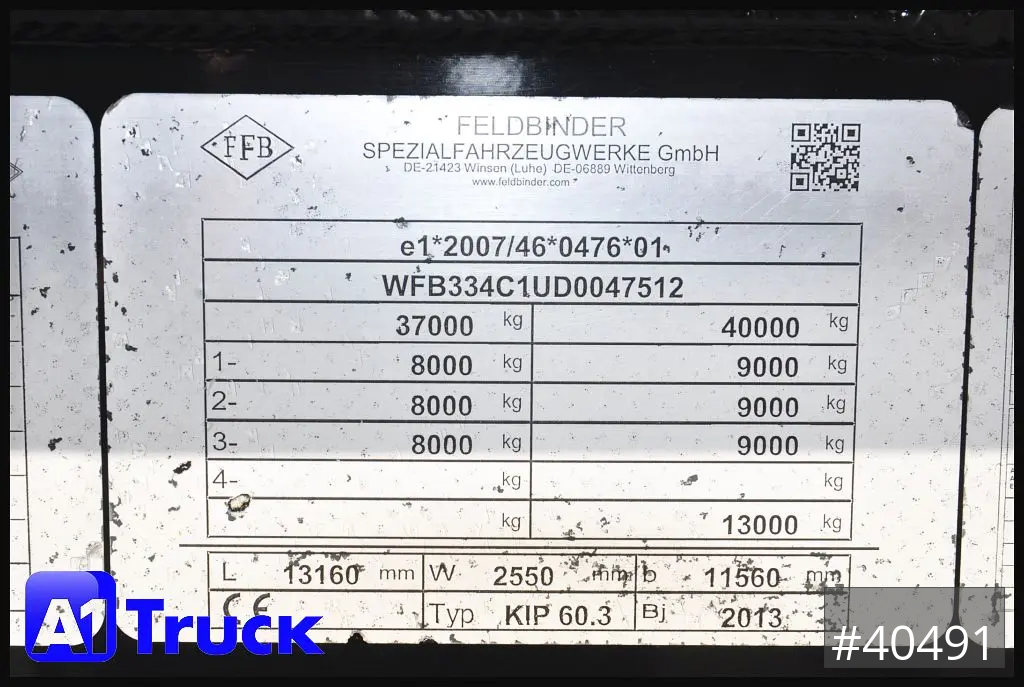 FFB
FELDBINDER
SPEZIALFAHRZEUGWERKE GmbH
DE-21423 Winsen (Luhe) DE-06889 Wittenberg
www.feldbinder.com
e1*2007/46*0476*01
WFB334C1UD0047512
37000 kg 40000 kg
1- 8000 kg 9000 kg
2- 8000 kg 9000 kg
3- 8000 kg 9000 kg
4- kg kg
kg 13000 kg
L 13160 mm W 2550 mm b 11560 mm
CE Typ KIP 60.3 Bj 2013
A1 Truck
#40491